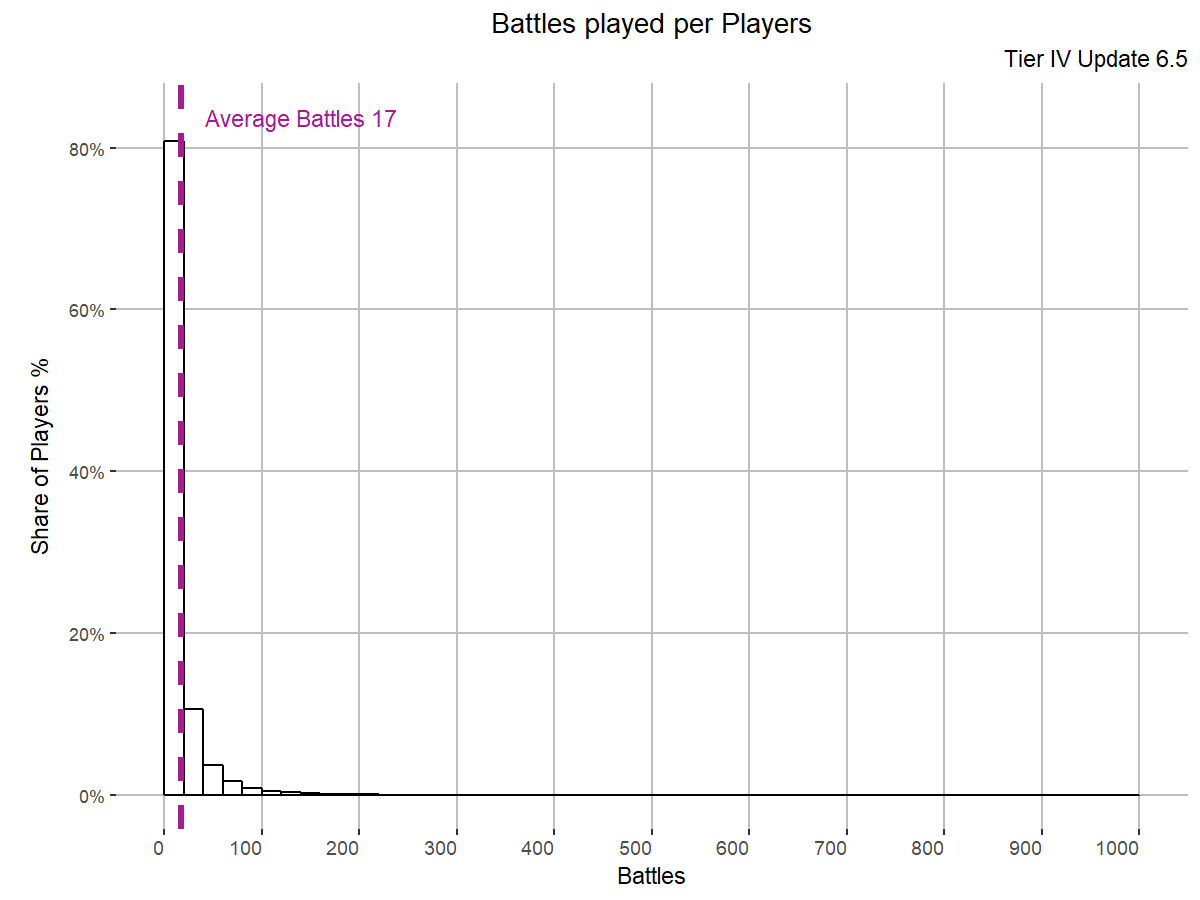 Battles played per Players
Tier IV Update 6.5
Average Battles 17
80%
60%
40%
20%
0%
Share of Players %
0 100 200 300 400 500 600 700 800 900 1000
Battles